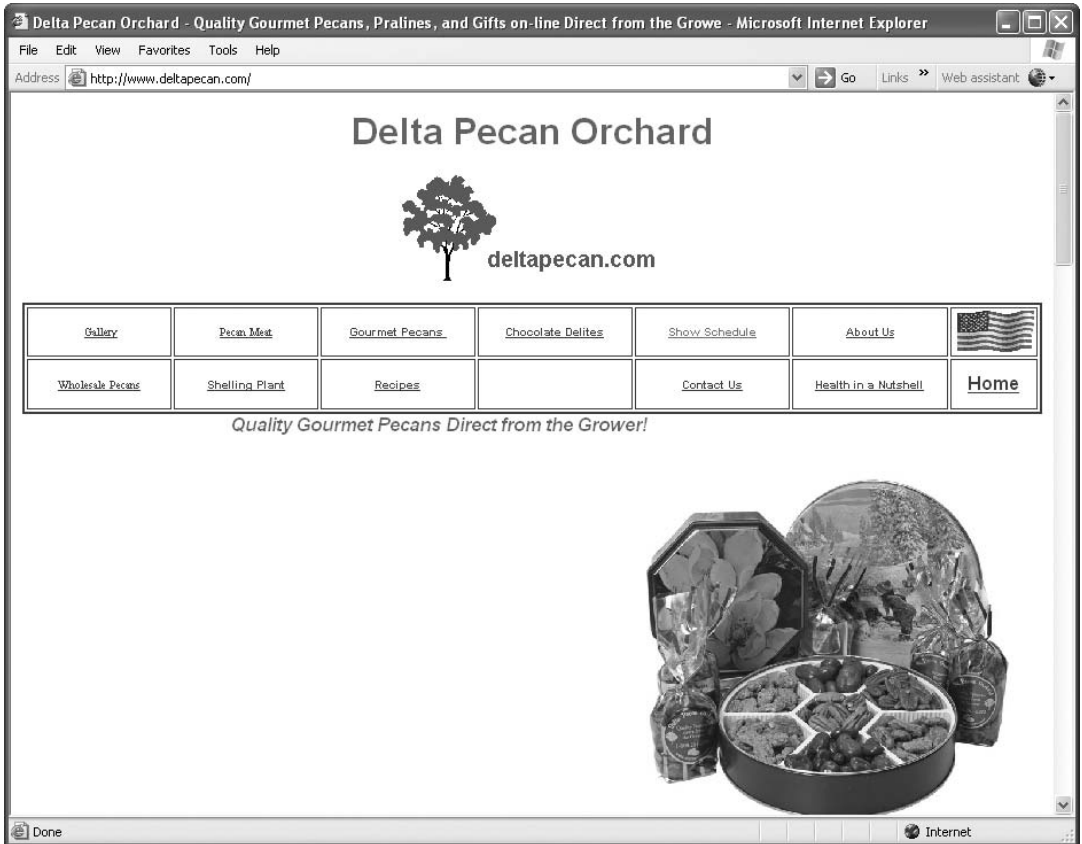 Delta Pecan Orchard - Quality Gourmet Pecans, Pralines, and Gifts on-line Direct from the Growe - Microsoft Internet Explorer
File Edit View Favorites Tools Help
Address http://www.deltapecan.com/ Go Links » Web assistant
Delta Pecan Orchard
deltapecan.com
Gallery Pecan Meat Gourmet Pecans Chocolate Delites Show Schedule About Us
Wholesale Pecans Shelling Plant Recipes Contact Us Health in a Nutshell Home
Quality Gourmet Pecans Direct from the Grower!
Done Internet